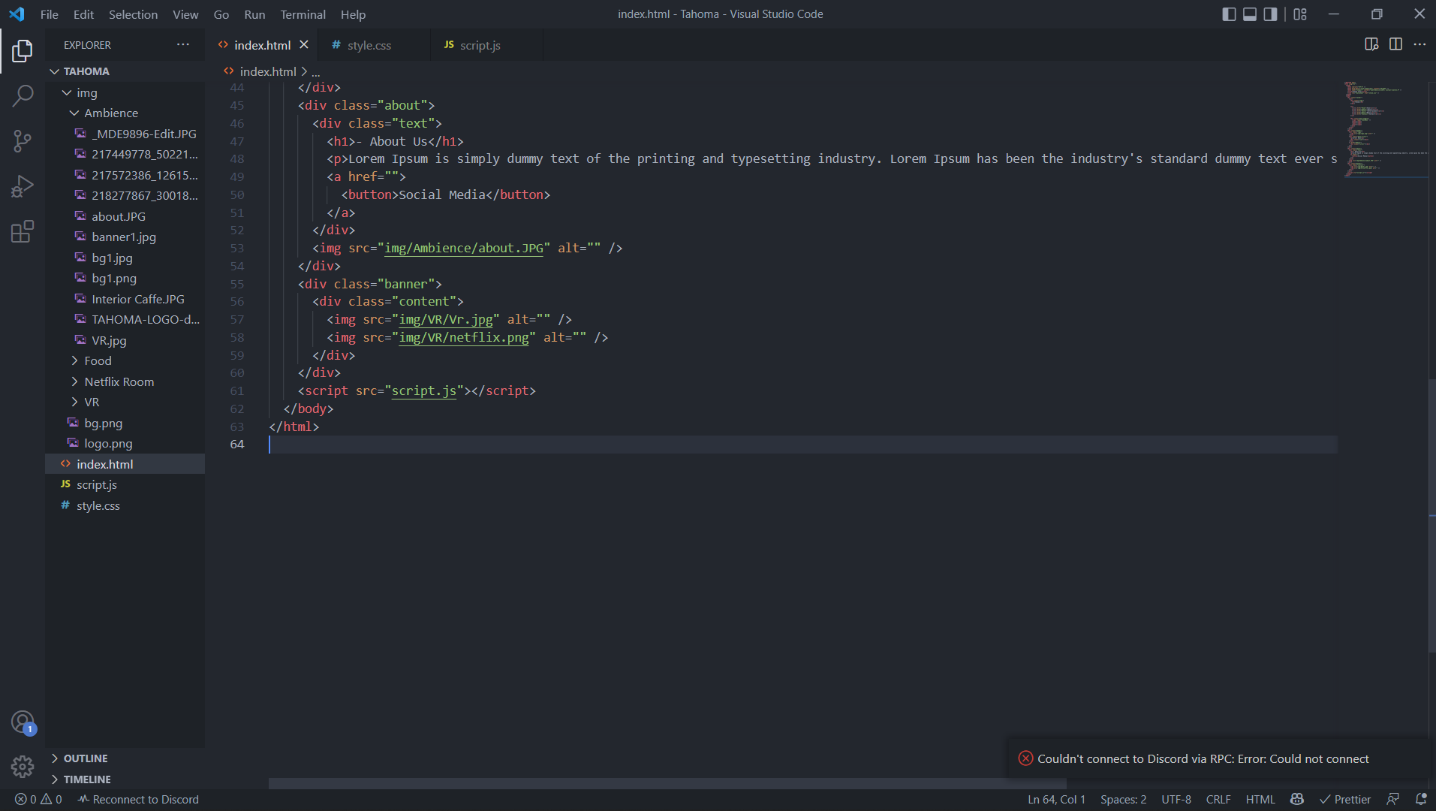 File Edit Selection View Go Run Terminal Help
index.html - Tahoma - Visual Studio Code
EXPLORER
TAHOMA
img
Ambience
_MDE9896-Edit.JPG
217449778_50221...
217572386_12615...
218277867_30018...
about.JPG
banner1.jpg
bg1.jpg
bg1.png
Interior Caffe.JPG
TAHOMA-LOGO-d...
VR.jpg
Food
Netflix Room
VR
bg.png
logo.png
index.html
JS script.js
# style.css
OUTLINE
TIMELINE
index.html # style.css JS script.js
index.html > ...
44 </div>
45 <div class="about">
46 <div class="text">
47 <h1>- About Us</h1>
48 <p>Lorem Ipsum is simply dummy text of the printing and typesetting industry. Lorem Ipsum has been the industry's standard dummy text ever s
49 <a href="">
50 <button>Social Media</button>
51 </a>
52 </div>
53 <img src="img/Ambience/about.JPG" alt="" />
54 </div>
55 <div class="banner">
56 <div class="content">
57 <img src="img/VR/Vr.jpg" alt="" />
58 <img src="img/VR/netflix.png" alt="" />
59 </div>
60 </div>
61 <script src="script.js"></script>
62 </body>
63 </html>
64
Couldn't connect to Discord via RPC: Error: Could not connect
1
0 0 Reconnect to Discord
Ln 64, Col 1 Spaces: 2 UTF-8 CRLF HTML Prettier